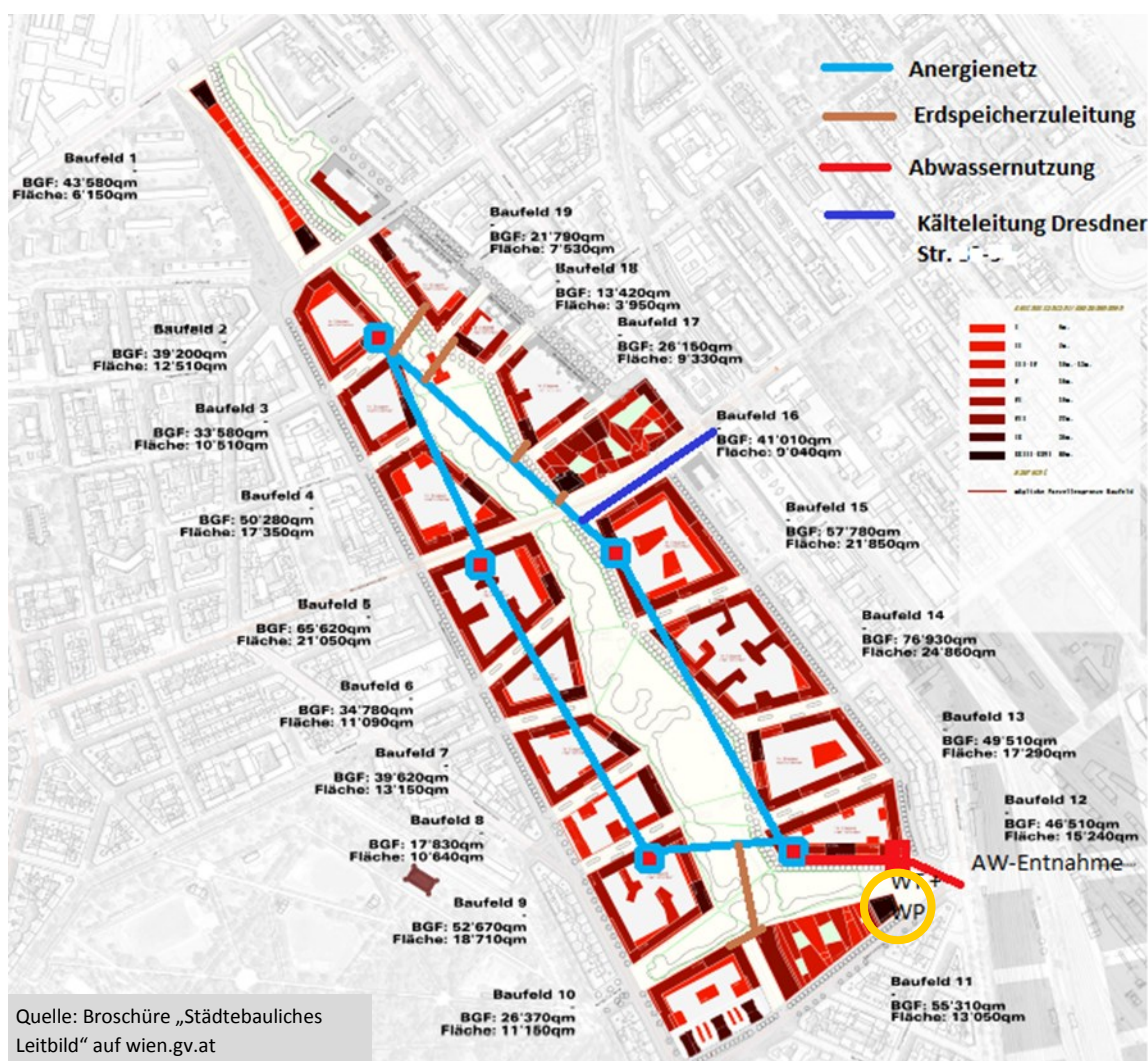 Anergienetz
Erdspeicherzuleitung
Abwassernutzung
Kälteleitung Dresdner
Str.
Baufeld 1
-
BGF: 43'580qm
Fläche: 6'150qm
Baufeld 19
-
BGF: 21'790qm
Fläche: 7'530qm
Baufeld 18
-
BGF: 13'420qm
Fläche: 3'950qm
Baufeld 17
-
BGF: 26'150qm
Fläche: 9'330qm
Baufeld 2
-
BGF: 39'200qm
Fläche: 12'510qm
Baufeld 3
-
BGF: 33'580qm
Fläche: 10'510qm
Baufeld 16
-
BGF: 41'010qm
Fläche: 9'040qm
Baufeld 4
-
BGF: 50'280qm
Fläche: 17'350qm
Baufeld 15
-
BGF: 57'780qm
Fläche: 21'850qm
Baufeld 5
-
BGF: 65'620qm
Fläche: 21'050qm
Baufeld 14
-
BGF: 76'930qm
Fläche: 24'860qm
Baufeld 6
-
BGF: 34'780qm
Fläche: 11'090qm
Baufeld 13
-
BGF: 49'510qm
Fläche: 17'290qm
Baufeld 7
-
BGF: 39'620qm
Fläche: 13'150qm
Baufeld 12
-
BGF: 46'510qm
Fläche: 15'240qm
Baufeld 8
-
BGF: 17'830qm
Fläche: 10'640qm
AW-Entnahme
WT+
WP
Baufeld 9
-
BGF: 52'670qm
Fläche: 18'710qm
Baufeld 11
-
BGF: 55'310qm
Fläche: 13'050qm
Baufeld 10
-
BGF: 26'370qm
Fläche: 11'150qm
Quelle: Broschüre „Städtebauliches
Leitbild“ auf wien.gv.at